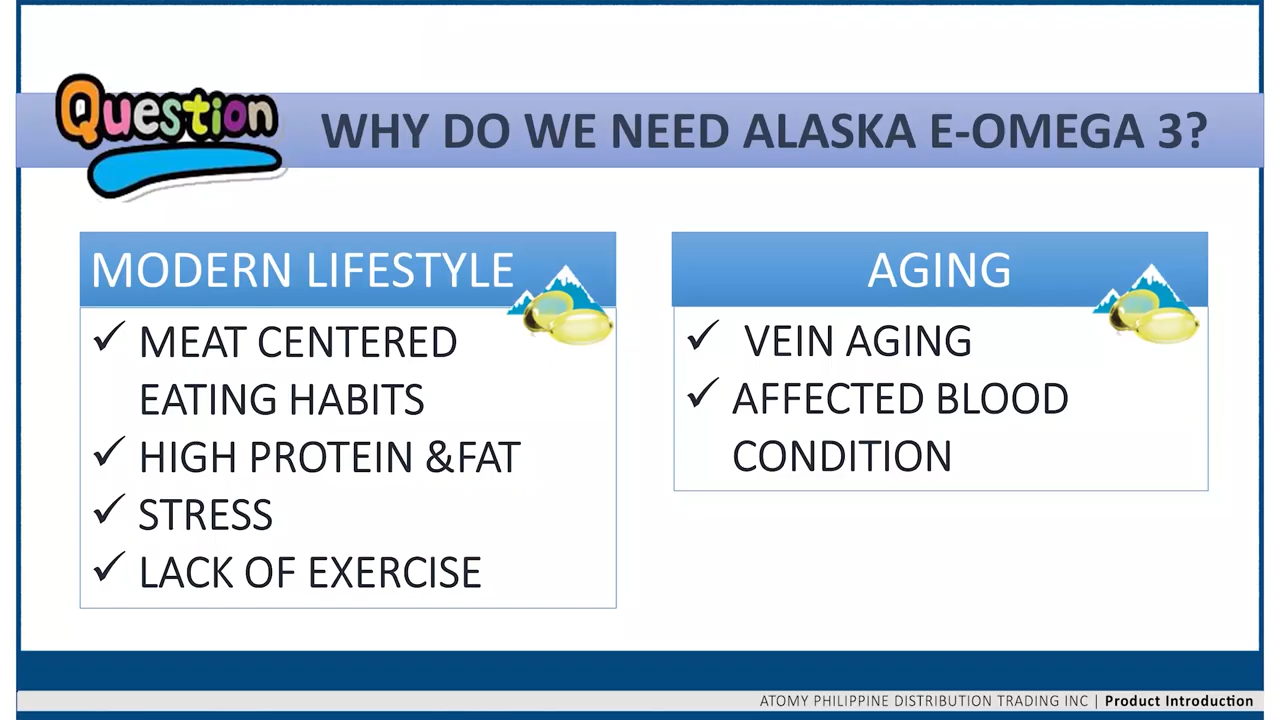 Question
WHY DO WE NEED ALASKA E-OMEGA 3?
MODERN LIFESTYLE
✓ MEAT CENTERED
EATING HABITS
✓ HIGH PROTEIN &FAT
✓ STRESS
✓ LACK OF EXERCISE
AGING
✓ VEIN AGING
✓ AFFECTED BLOOD
CONDITION
ATOMY PHILIPPINE DISTRIBUTION TRADING INC | Product Introduction